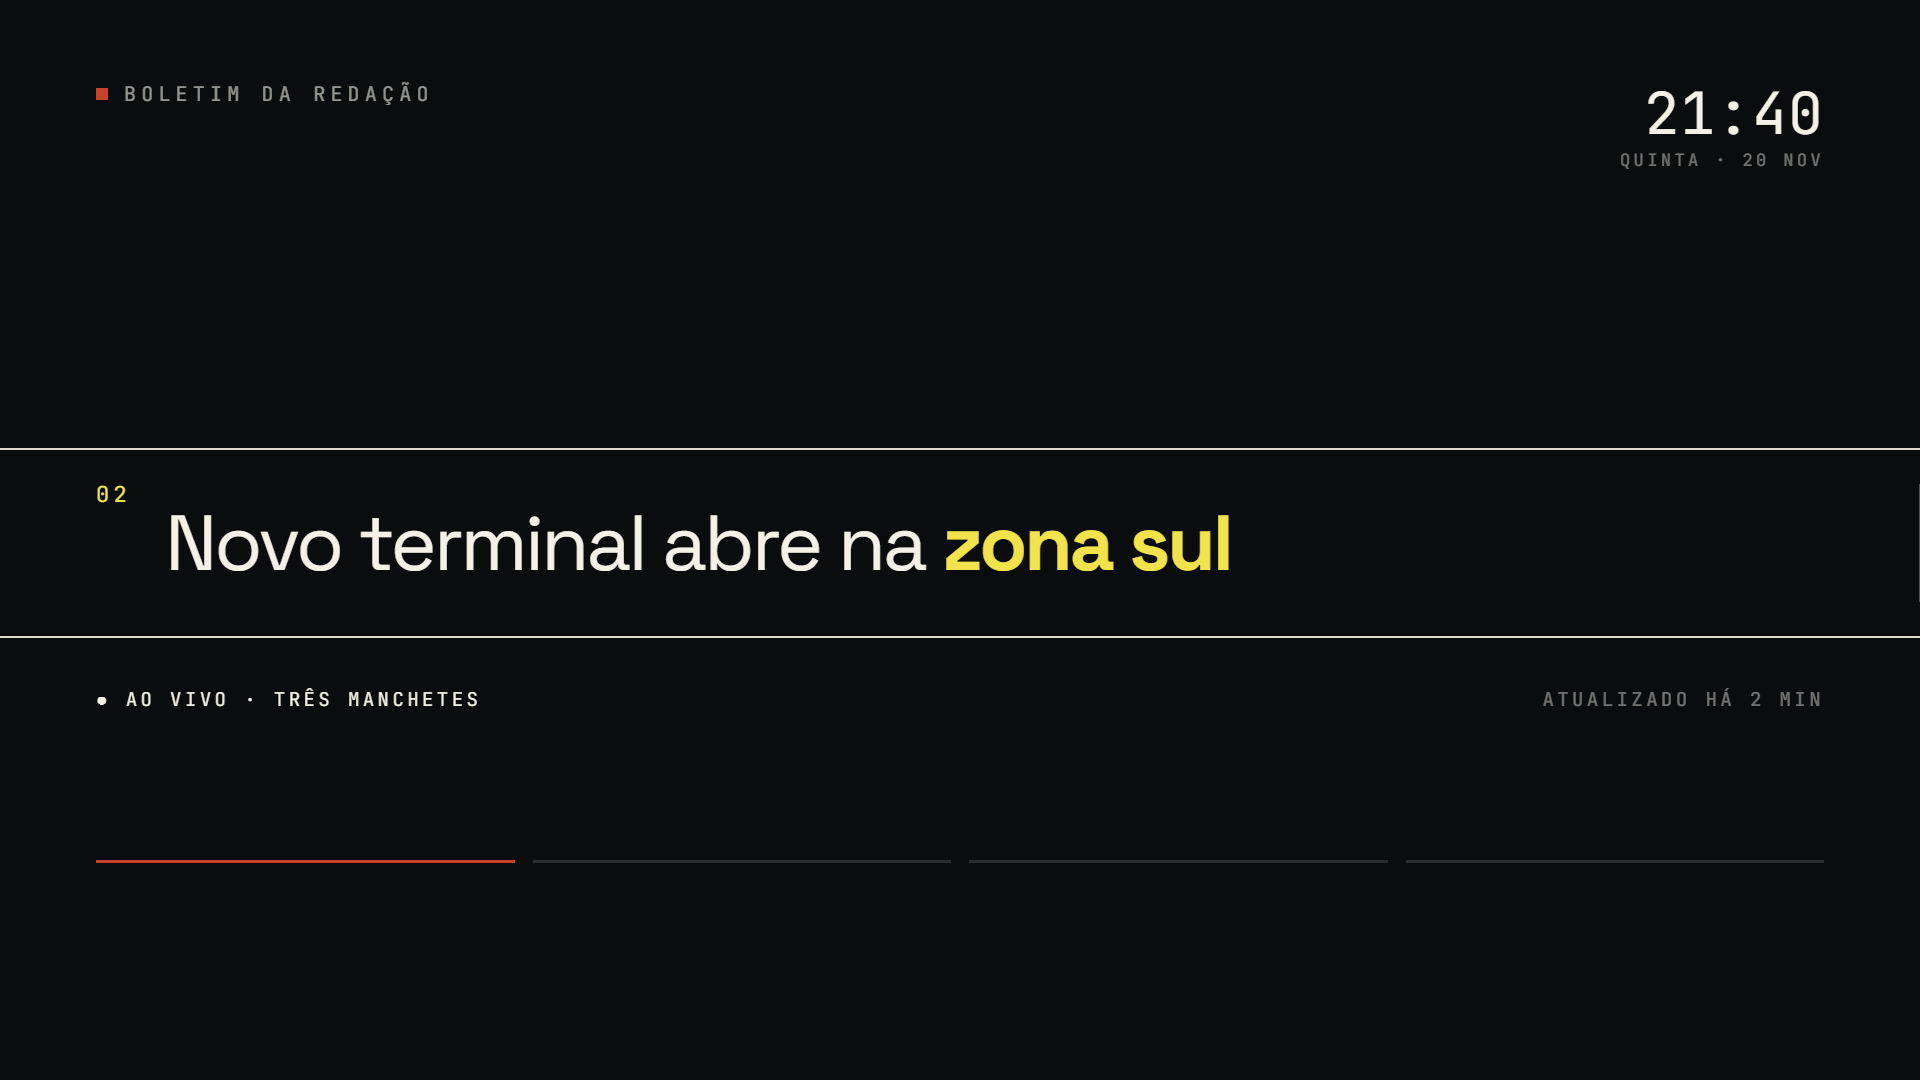 BOLETIM DA REDAÇÃO
21:40
QUINTA · 20 NOV
02
Novo terminal abre na zona sul
● AO VIVO · TRÊS MANCHETES
ATUALIZADO HÁ 2 MIN